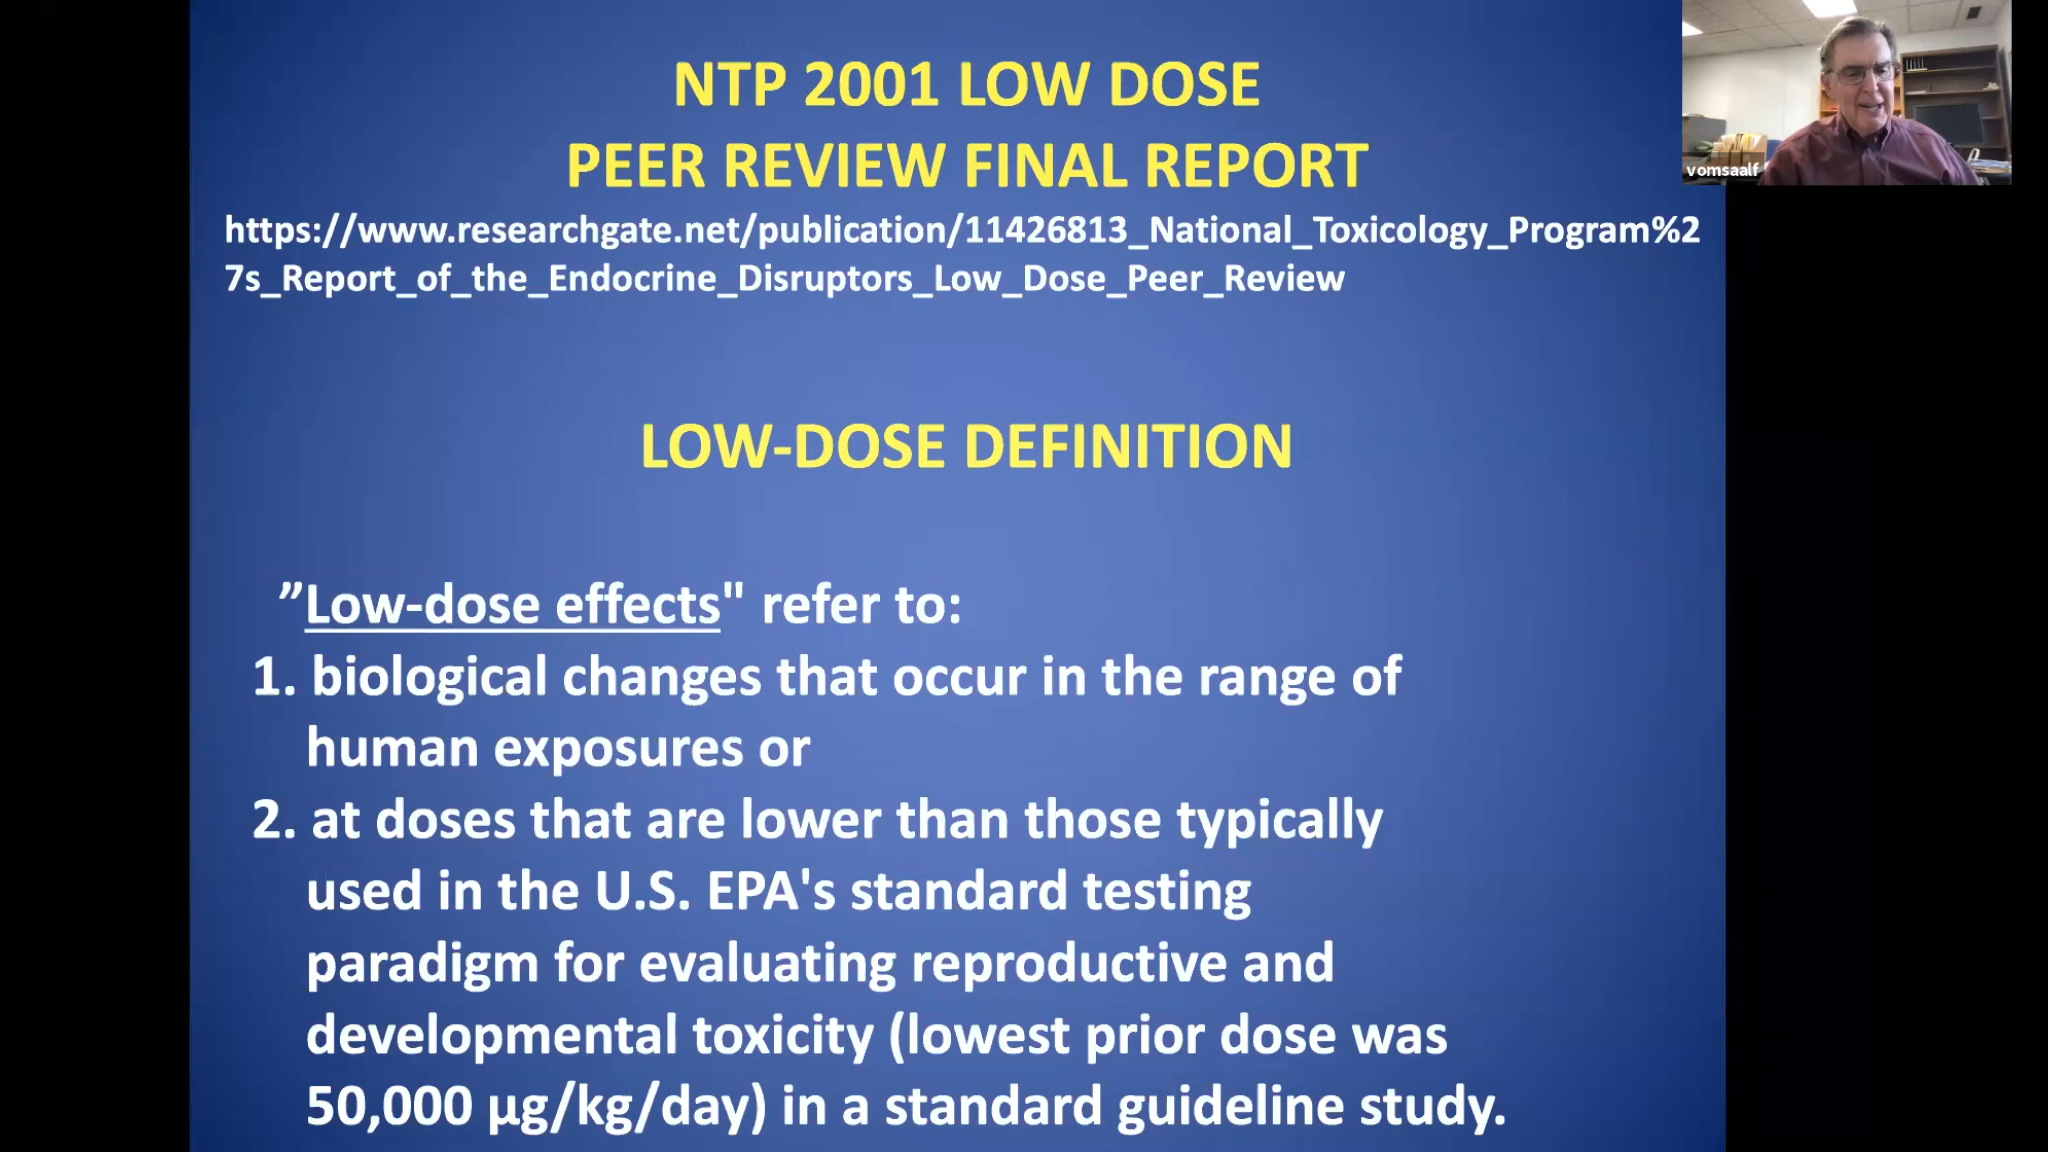 NTP 2001 LOW DOSE
PEER REVIEW FINAL REPORT
https://www.researchgate.net/publication/11426813_National_Toxicology_Program%2
7s_Report_of_the_Endocrine_Disruptors_Low_Dose_Peer_Review
vomsaalf
LOW-DOSE DEFINITION
”Low-dose effects" refer to:
1. biological changes that occur in the range of
human exposures or
2. at doses that are lower than those typically
used in the U.S. EPA's standard testing
paradigm for evaluating reproductive and
developmental toxicity (lowest prior dose was
50,000 µg/kg/day) in a standard guideline study.